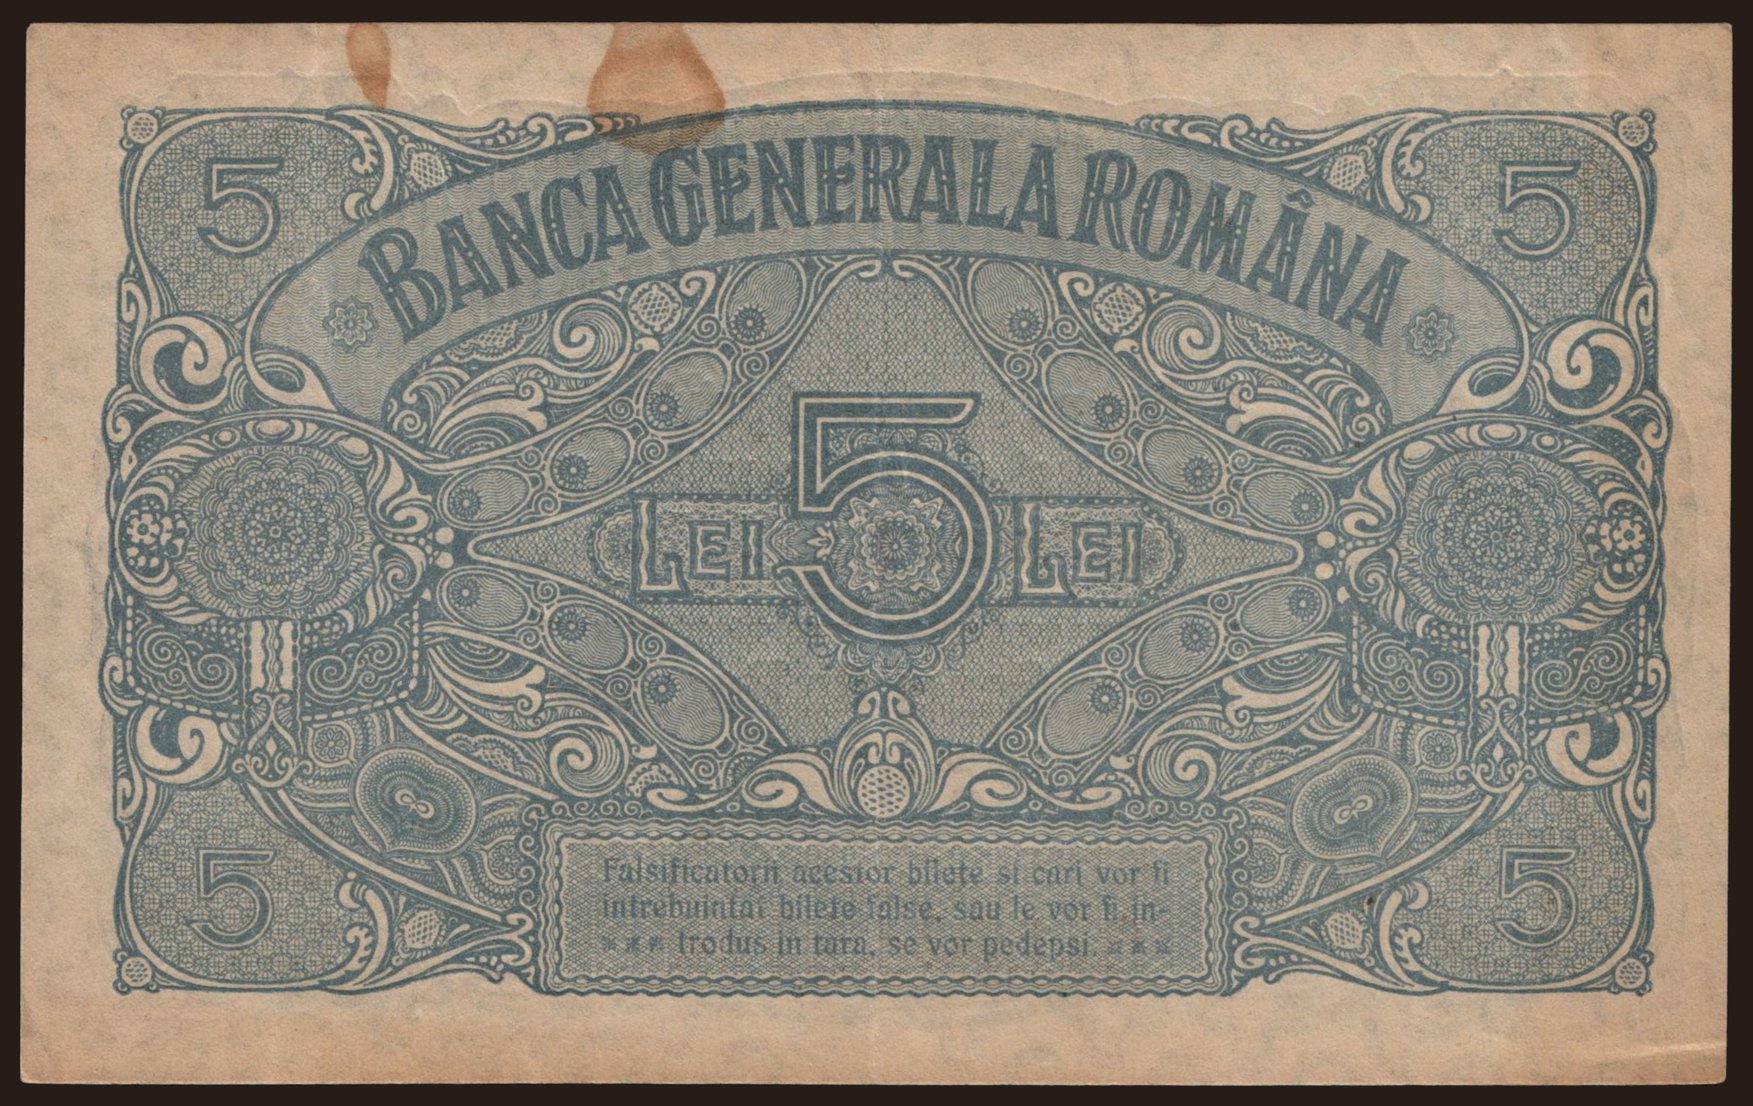 5 5
BANCA GENERALA ROMÂNA
LEI 5 LEI
Falsificatorii acestor bilete si cari vor fi
intrebuintat bilete false, sau le vor fi in-
*** trodus in tara, se vor pedepsi. ***
5 5